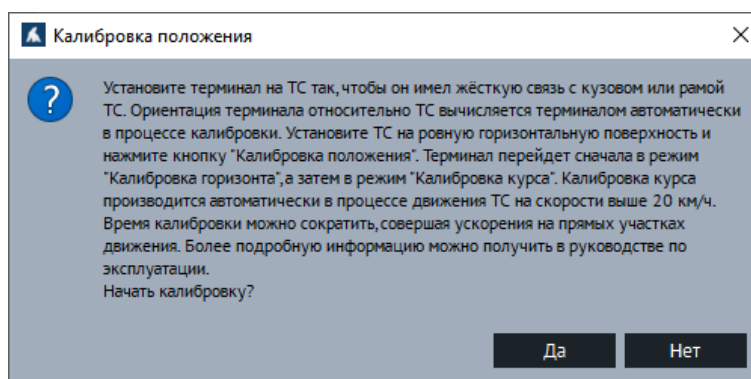 Калибровка положения
Установите терминал на ТС так, чтобы он имел жёсткую связь с кузовом или рамой
ТС. Ориентация терминала относительно ТС вычисляется терминалом автоматически
в процессе калибровки. Установите ТС на ровную горизонтальную поверхность и
нажмите кнопку "Калибровка положения". Терминал перейдет сначала в режим
"Калибровка горизонта", а затем в режим "Калибровка курса". Калибровка курса
производится автоматически в процессе движения ТС на скорости выше 20 км/ч.
Время калибровки можно сократить, совершая ускорения на прямых участках
движения. Более подробную информацию можно получить в руководстве по
эксплуатации.
Начать калибровку?
Да
Нет